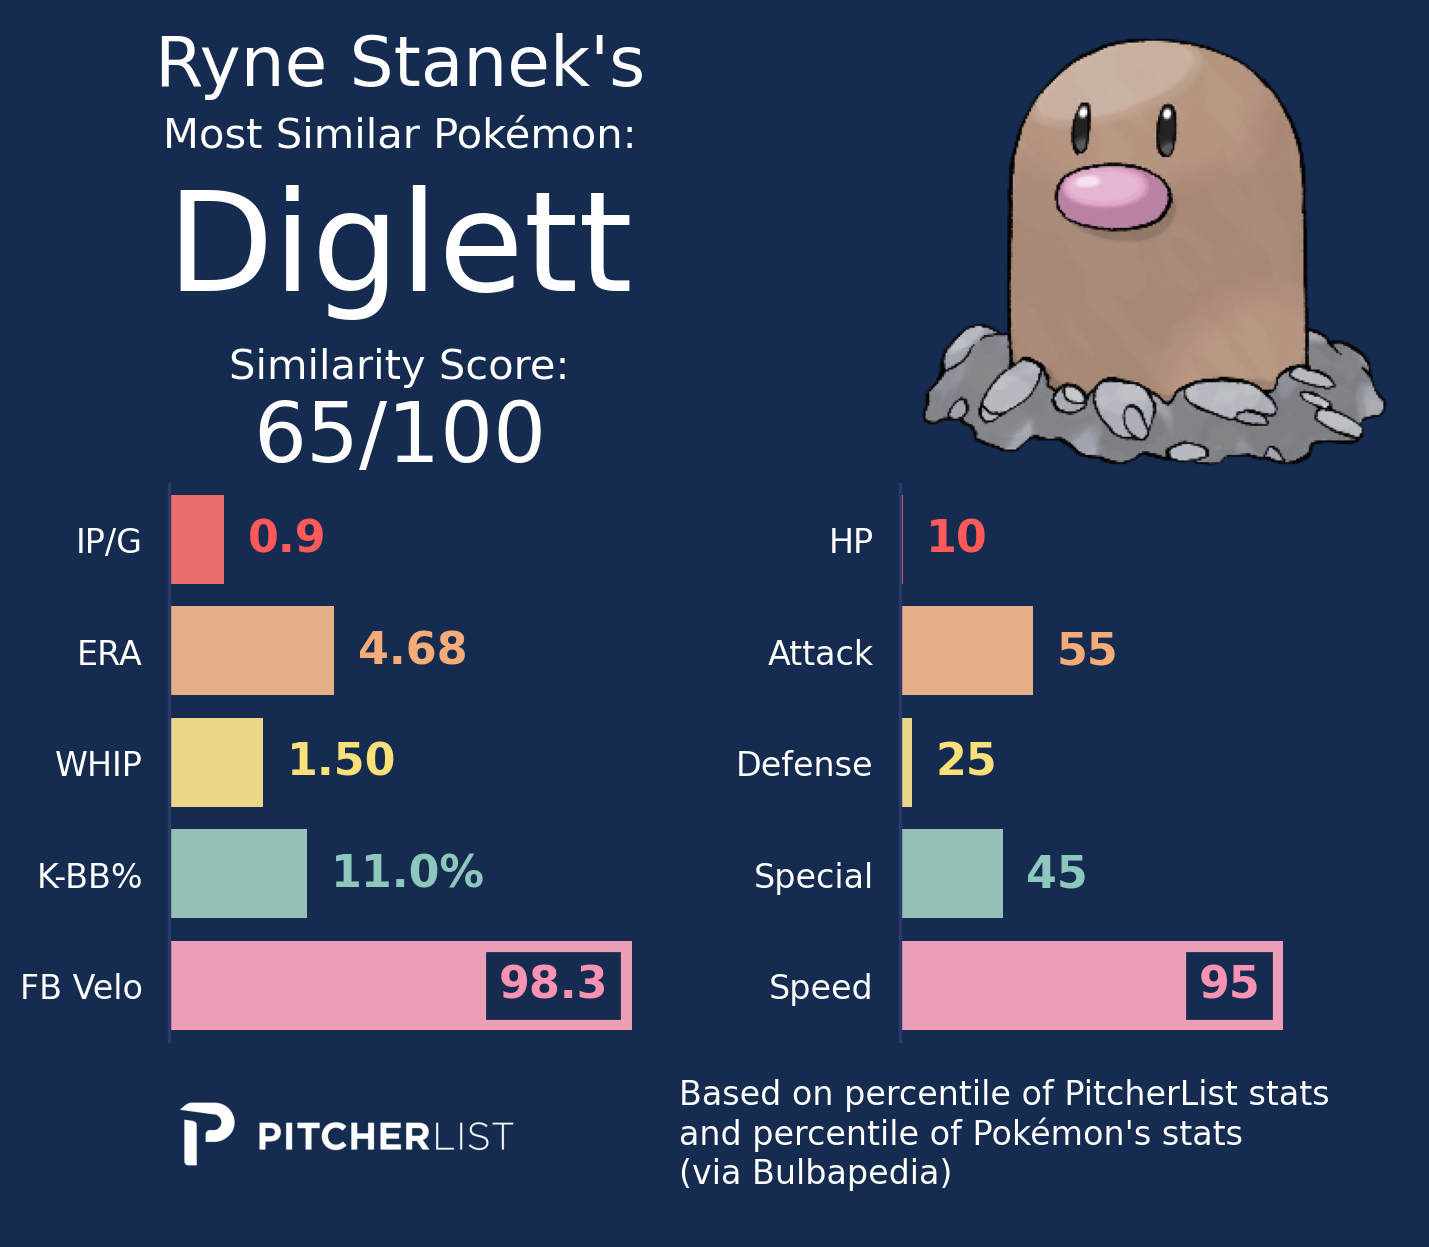 Ryne Stanek's
Most Similar Pokémon:
Diglett
Similarity Score:
65/100
IP/G 0.9
ERA 4.68
WHIP 1.50
K-BB% 11.0%
FB Velo 98.3
HP 10
Attack 55
Defense 25
Special 45
Speed 95
PITCHERLIST
Based on percentile of PitcherList stats
and percentile of Pokémon's stats
(via Bulbapedia)